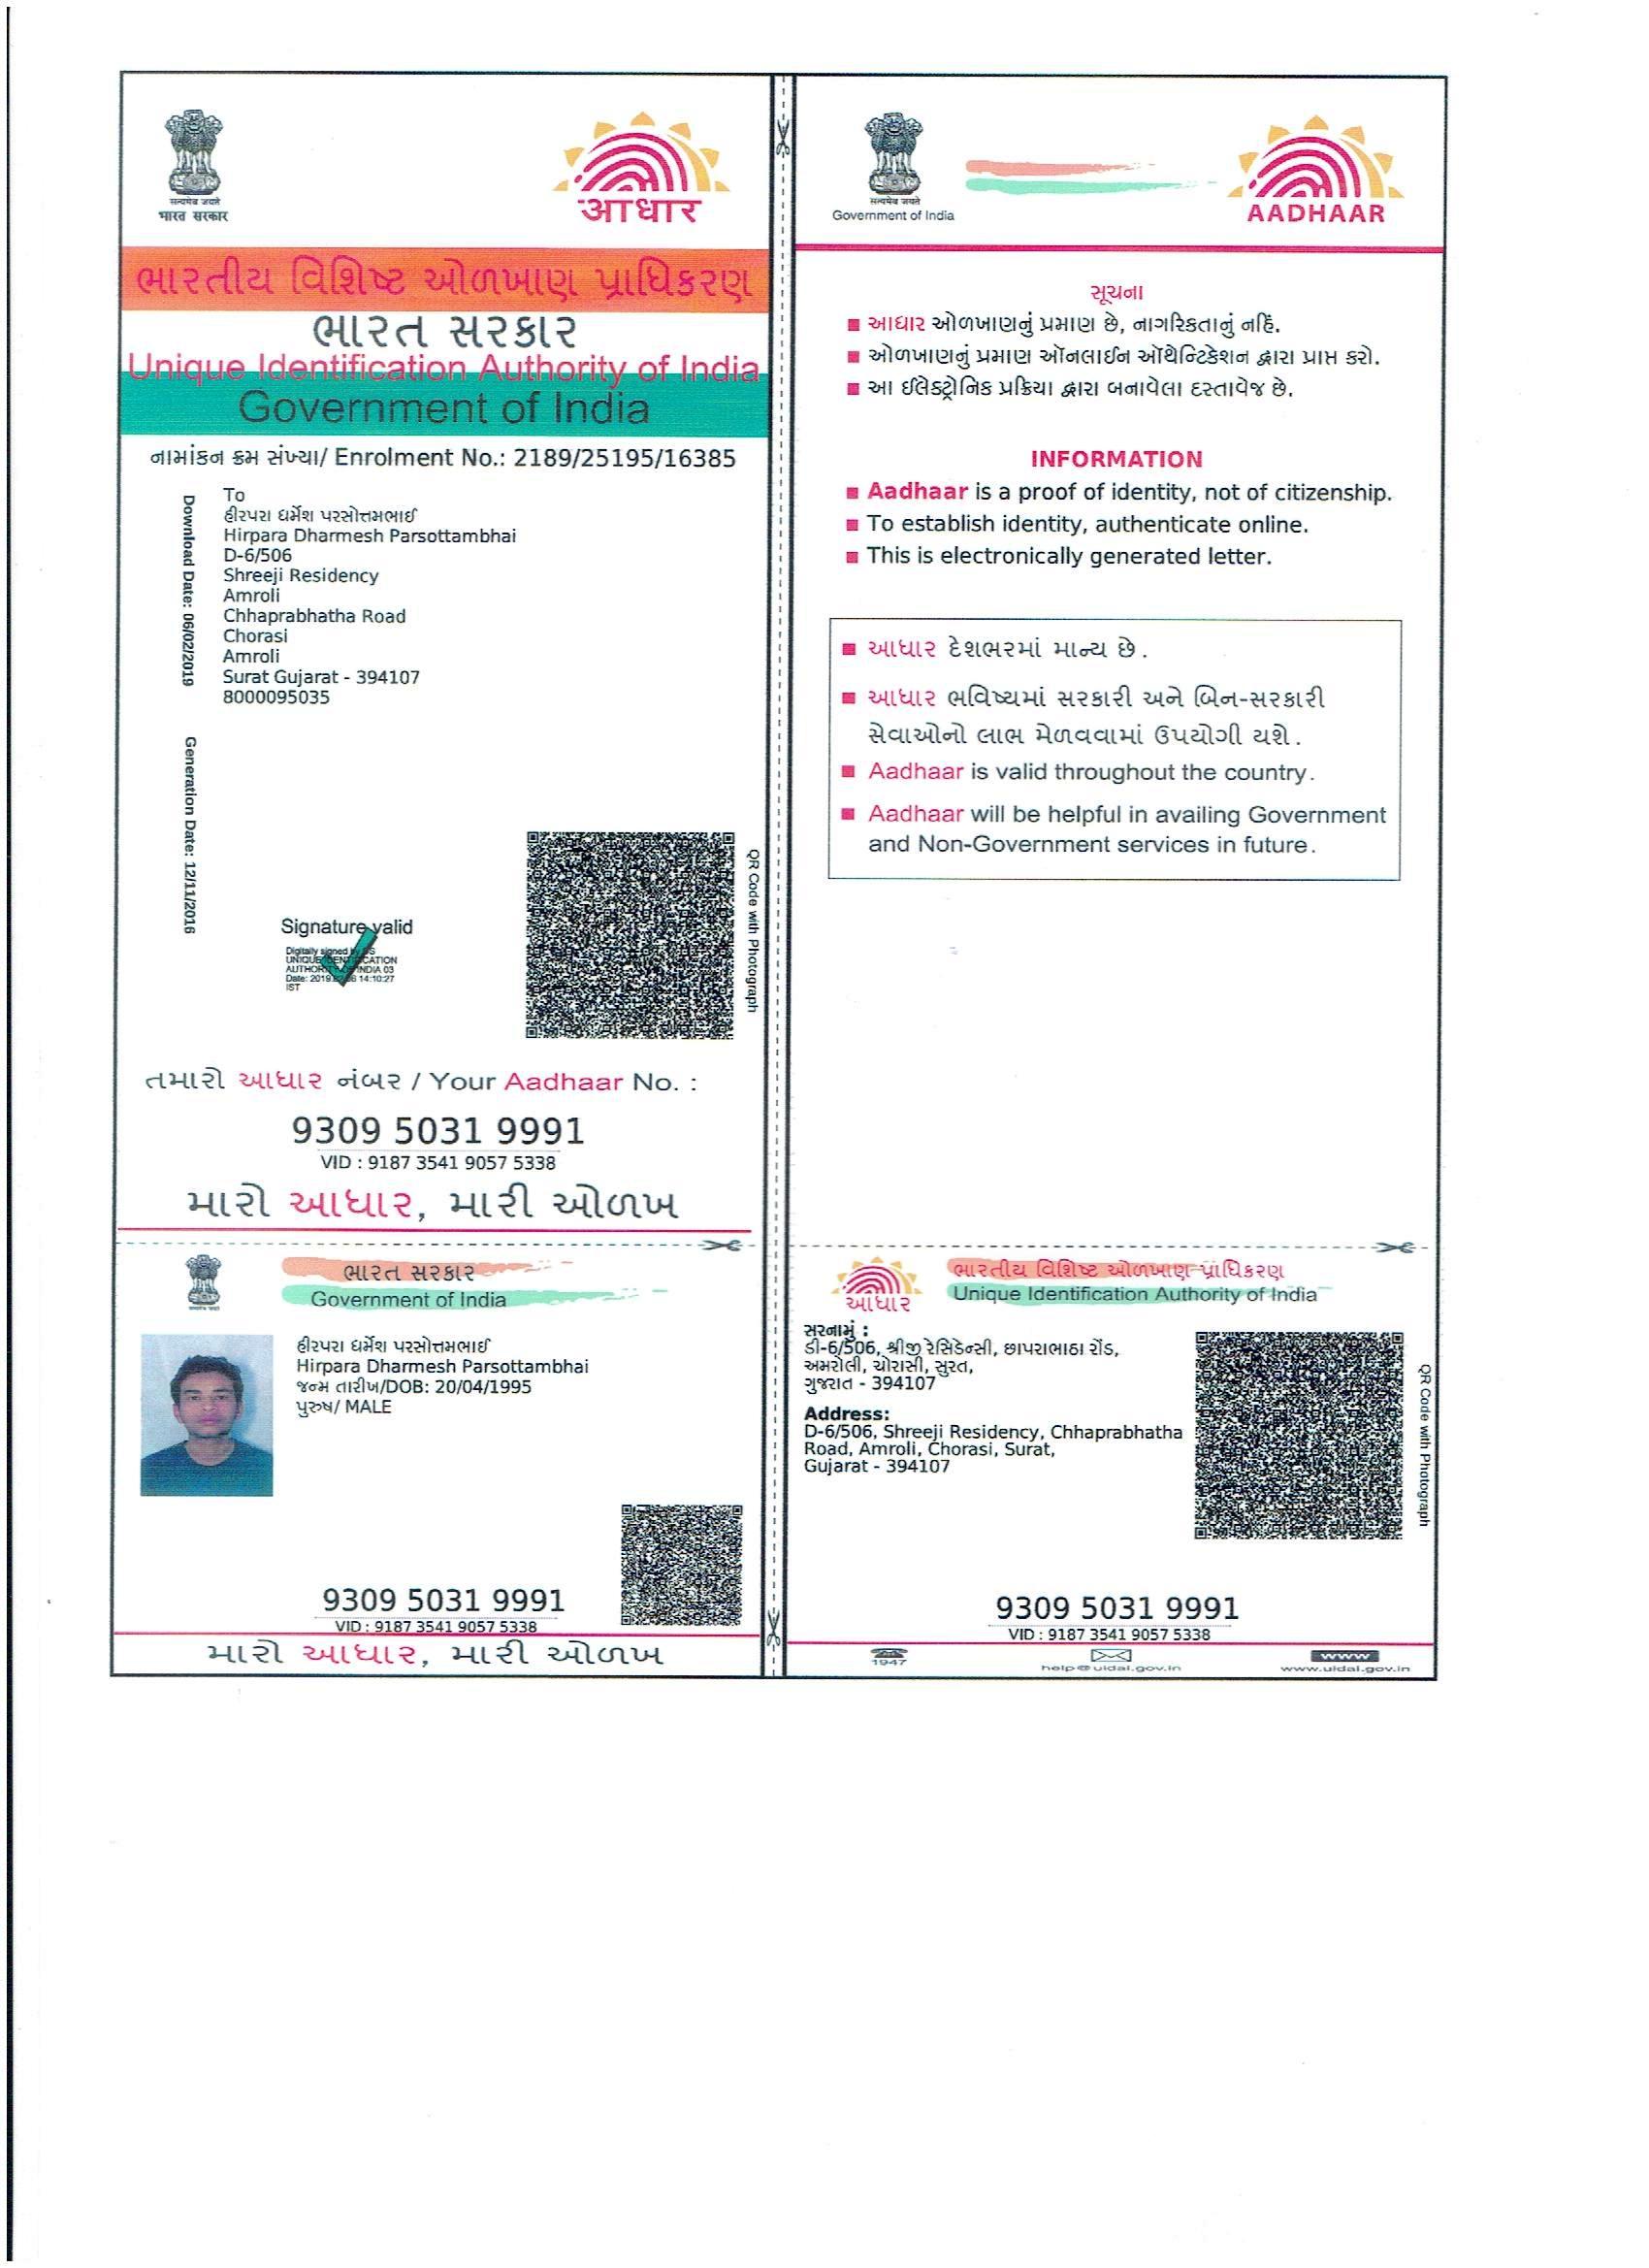 सत्यमेव जयते
भारत सरकार
आधार
ભારતીય વિશિષ્ટ ઓળખાણ પ્રાધિકરણ
ભારત સરકાર
Unique Identification Authority of India
Government of India
નામાંકન ક્રમ સંખ્યા/ Enrolment No.: 2189/25195/16385
Download Date: 06/02/2019
Generation Date: 12/11/2016
To
હીરપરા ધર્મેશ પરસોત્તમભાઈ
Hirpara Dharmesh Parsottambhai
D-6/506
Shreeji Residency
Amroli
Chhaprabhatha Road
Chorasi
Amroli
Surat Gujarat - 394107
8000095035
Signature valid
Digitally signed by DS
UNIQUE IDENTIFICATION
AUTHORITY OF INDIA 03
Date: 2019.02.06 14:10:27
IST
QR Code with Photograph
તમારો આધાર નંબર / Your Aadhaar No. :
9309 5031 9991
VID : 9187 3541 9057 5338
મારો આધાર, મારી ઓળખ
सत्यमेव जयते
Government of India
AADHAAR
સૂચના
આધાર ઓળખાણનું પ્રમાણ છે, નાગરિકતાનું નહિ.
ઓળખાણનું પ્રમાણ ઑનલાઈન ઑથેન્ટિકેશન દ્વારા પ્રાપ્ત કરો.
આ ઈલેક્ટ્રોનિક પ્રક્રિયા દ્વારા બનાવેલા દસ્તાવેજ છે.
INFORMATION
Aadhaar is a proof of identity, not of citizenship.
To establish identity, authenticate online.
This is electronically generated letter.
આધાર દેશભરમાં માન્ય છે.
આધાર ભવિષ્યમાં સરકારી અને બિન-સરકારી
સેવાઓનો લાભ મેળવવામાં ઉપયોગી થશે.
Aadhaar is valid throughout the country.
Aadhaar will be helpful in availing Government
and Non-Government services in future.
ભારત સરકાર
Government of India
હીરપરા ધર્મેશ પરસોત્તમભાઈ
Hirpara Dharmesh Parsottambhai
જન્મ તારીખ/DOB: 20/04/1995
પુરુષ/ MALE
9309 5031 9991
VID : 9187 3541 9057 5338
મારો આધાર, મારી ઓળખ
આધાર
ભારતીય વિશિષ્ટ ઓળખાણ પ્રાધિકરણ
Unique Identification Authority of India
સરનામું :
ડી-6/506, શ્રીજી રેસિડેન્સી, છાપરાભાઠા રોડ,
અમરોલી, ચોરાસી, સુરત,
ગુજરાત - 394107
Address:
D-6/506, Shreeji Residency, Chhaprabhatha
Road, Amroli, Chorasi, Surat,
Gujarat - 394107
QR Code with Photograph
9309 5031 9991
VID : 9187 3541 9057 5338
1947
help@uidai.gov.in
www
www.uidai.gov.in